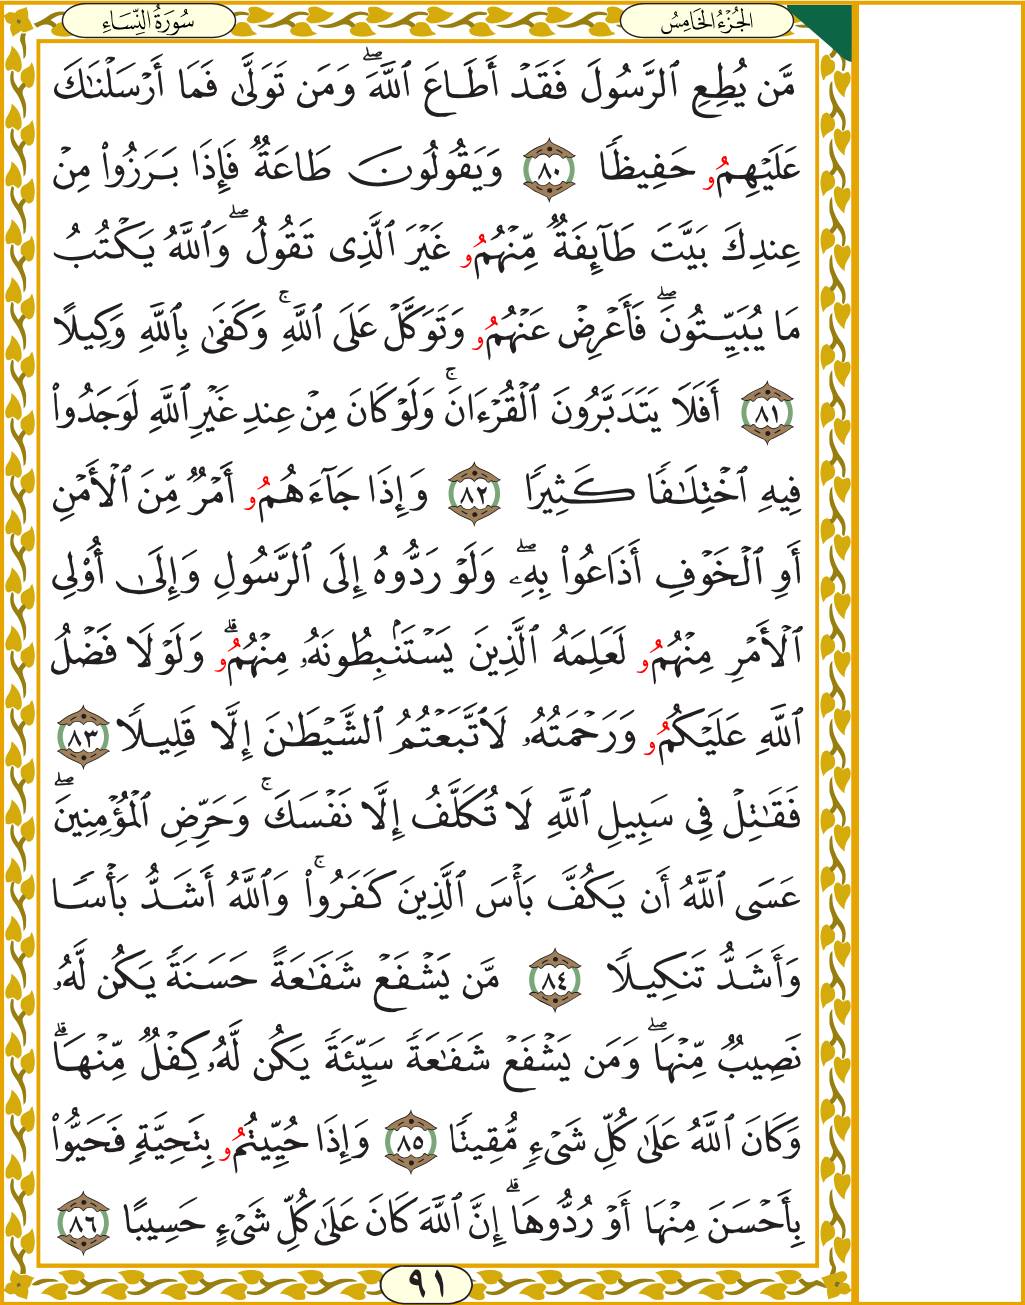 الجُزْءُ الخَامِسُ
سُورَةُ النِّسَاءِ
مَّن يُطِعِ ٱلرَّسُولَ فَقَدْ أَطَاعَ ٱللَّهَۖ وَمَن تَوَلَّىٰ فَمَا أَرْسَلْنَٰكَ
عَلَيْهِمُۥ حَفِيظًا ٨٠ وَيَقُولُونَ طَاعَةٌ فَإِذَا بَرَزُوا۟ مِنْ
عِندِكَ بَيَّتَ طَآئِفَةٌ مِّنْهُمُۥ غَيْرَ ٱلَّذِى تَقُولُۖ وَٱللَّهُ يَكْتُبُ
مَا يُبَيِّتُونَۖ فَأَعْرِضْ عَنْهُمُۥ وَتَوَكَّلْ عَلَى ٱللَّهِۚ وَكَفَىٰ بِٱللَّهِ وَكِيلًا
٨١ أَفَلَا يَتَدَبَّرُونَ ٱلْقُرْءَانَۚ وَلَوْ كَانَ مِنْ عِندِ غَيْرِ ٱللَّهِ لَوَجَدُوا۟
فِيهِ ٱخْتِلَٰفًا كَثِيرًا ٨٢ وَإِذَا جَآءَهُمُۥ أَمْرٌ مِّنَ ٱلْأَمْنِ
أَوِ ٱلْخَوْفِ أَذَاعُوا۟ بِهِۦۖ وَلَوْ رَدُّوهُ إِلَى ٱلرَّسُولِ وَإِلَىٰ أُو۟لِى
ٱلْأَمْرِ مِنْهُمُۥ لَعَلِمَهُ ٱلَّذِينَ يَسْتَنۢبِطُونَهُۥ مِنْهُمُۥۗ وَلَوْلَا فَضْلُ
ٱللَّهِ عَلَيْكُمُۥ وَرَحْمَتُهُۥ لَٱتَّبَعْتُمُ ٱلشَّيْطَٰنَ إِلَّا قَلِيلًا ٨٣
فَقَٰتِلْ فِى سَبِيلِ ٱللَّهِ لَا تُكَلَّفُ إِلَّا نَفْسَكَۚ وَحَرِّضِ ٱلْمُؤْمِنِينَۖ
عَسَى ٱللَّهُ أَن يَكُفَّ بَأْسَ ٱلَّذِينَ كَفَرُوا۟ۚ وَٱللَّهُ أَشَدُّ بَأْسًا
وَأَشَدُّ تَنكِيلًا ٨٤ مَّن يَشْفَعْ شَفَٰعَةً حَسَنَةً يَكُن لَّهُۥ
نَصِيبٌ مِّنْهَاۖ وَمَن يَشْفَعْ شَفَٰعَةً سَيِّئَةً يَكُن لَّهُۥ كِفْلٌ مِّنْهَاۗ
وَكَانَ ٱللَّهُ عَلَىٰ كُلِّ شَىْءٍ مُّقِيتًا ٨٥ وَإِذَا حُيِّيتُمُۥ بِتَحِيَّةٍ فَحَيُّوا۟
بِأَحْسَنَ مِنْهَا أَوْ رُدُّوهَاۗ إِنَّ ٱللَّهَ كَانَ عَلَىٰ كُلِّ شَىْءٍ حَسِيبًا ٨٦
٩١